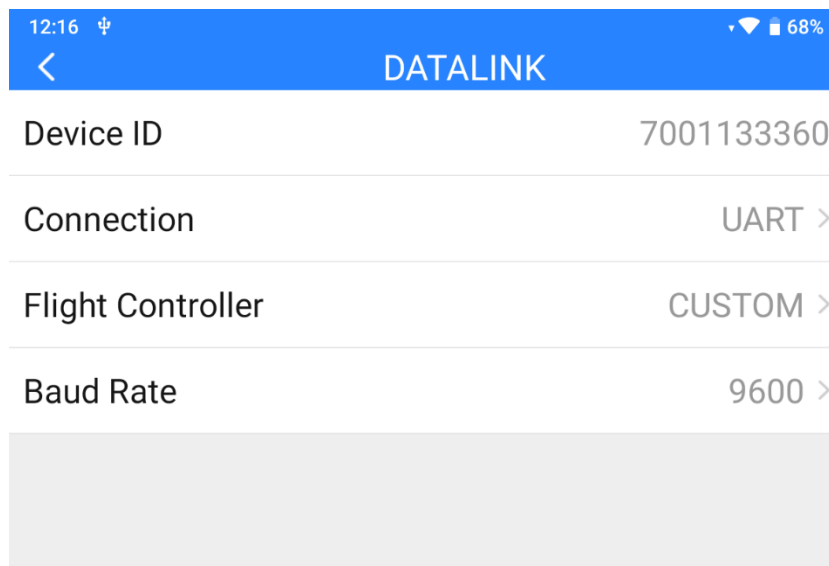 12:16 68%
DATALINK
Device ID 7001133360
Connection UART
Flight Controller CUSTOM
Baud Rate 9600